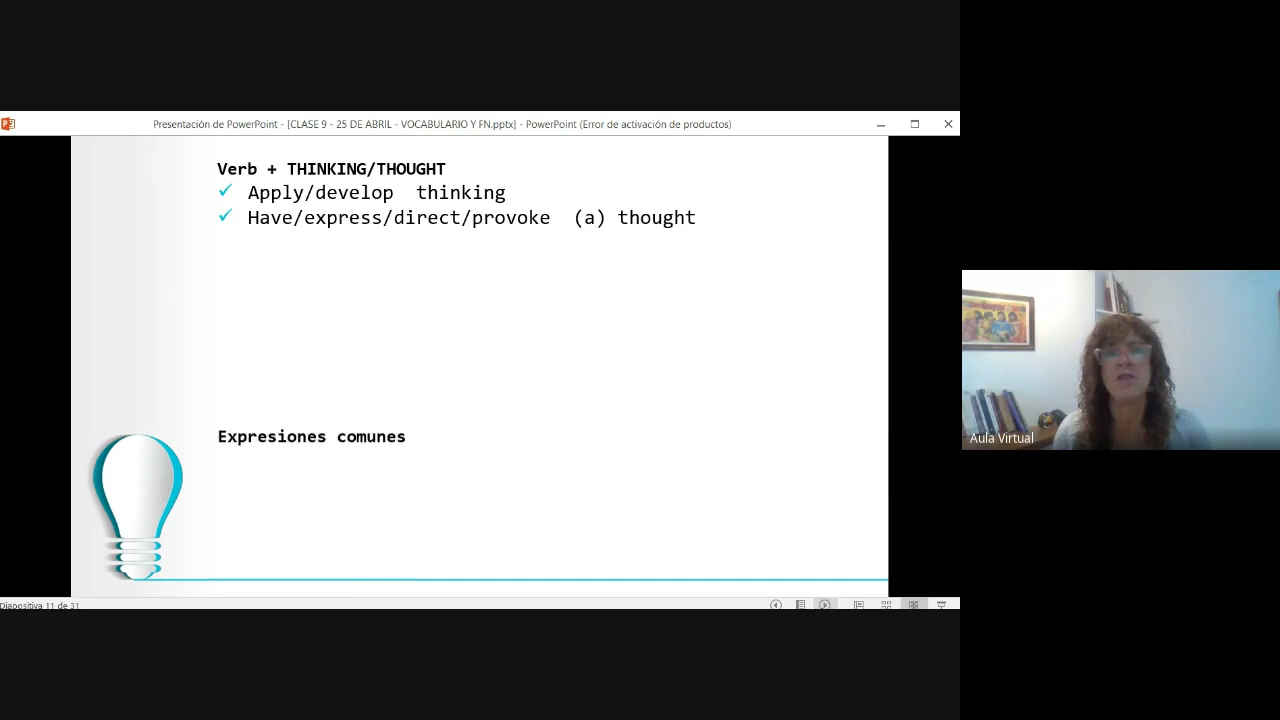 Presentación de PowerPoint - [CLASE 9 - 25 DE ABRIL - VOCABULARIO Y FN.pptx] - PowerPoint (Error de activación de productos)
Verb + THINKING/THOUGHT
Apply/develop thinking
Have/express/direct/provoke (a) thought
Expresiones comunes
Aula Virtual
Diapositiva 11 de 31